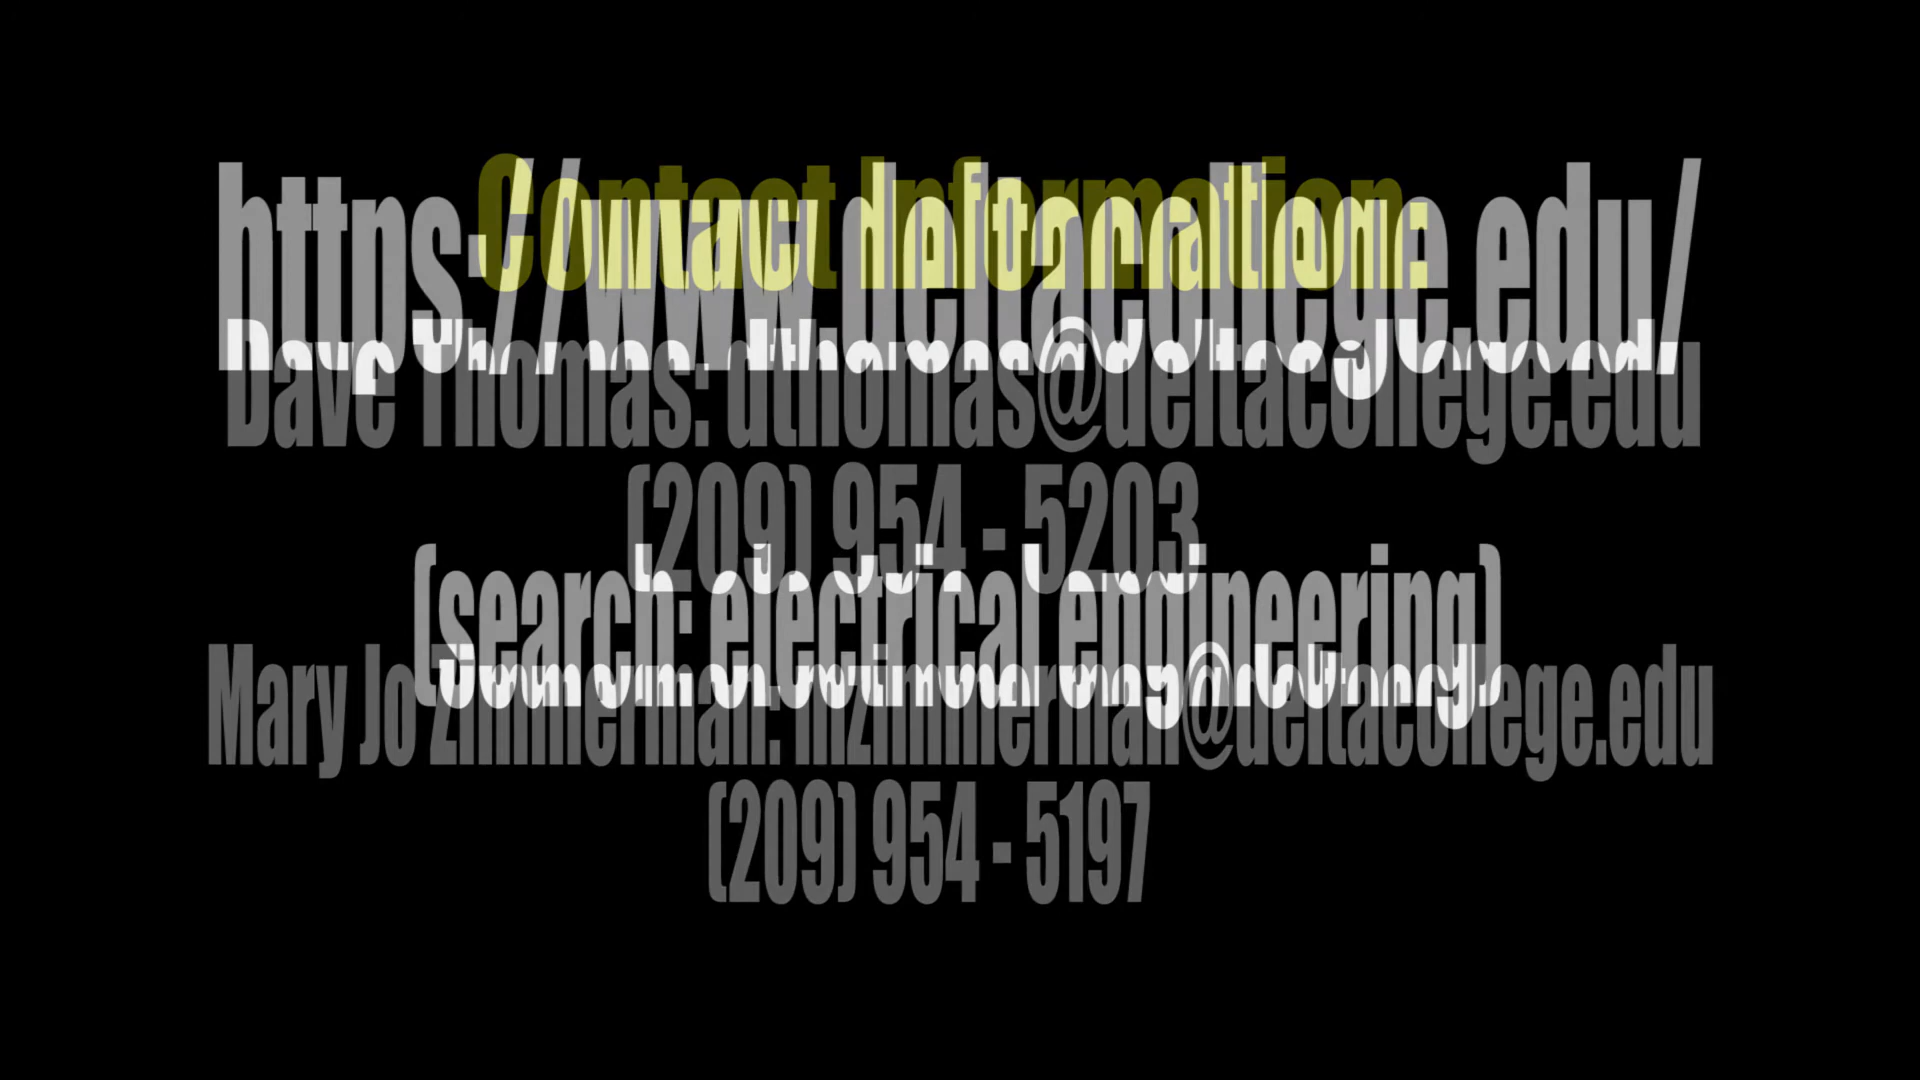 Contact Information:
https://www.deltacollege.edu/
Dave Thomas: dthomas@deltacollege.edu
(209) 954 - 5203
(search: electrical engineering)
Mary Jo Zimmerman: mzimmerman@deltacollege.edu
(209) 954 - 5197